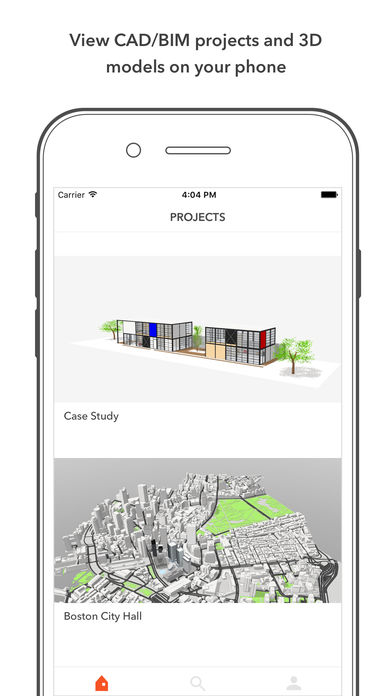 View CAD/BIM projects and 3D
models on your phone
Carrier 4:04 PM
PROJECTS
Case Study
Boston City Hall